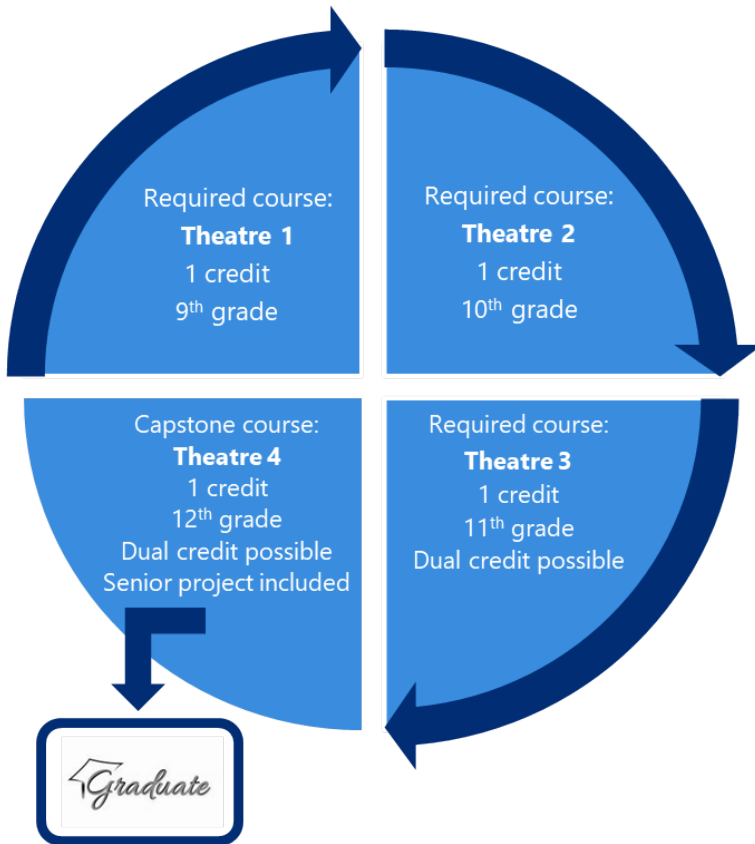 Required course:
Theatre 1
1 credit
9th grade
Required course:
Theatre 2
1 credit
10th grade
Required course:
Theatre 3
1 credit
11th grade
Dual credit possible
Capstone course:
Theatre 4
1 credit
12th grade
Dual credit possible
Senior project included
Graduate